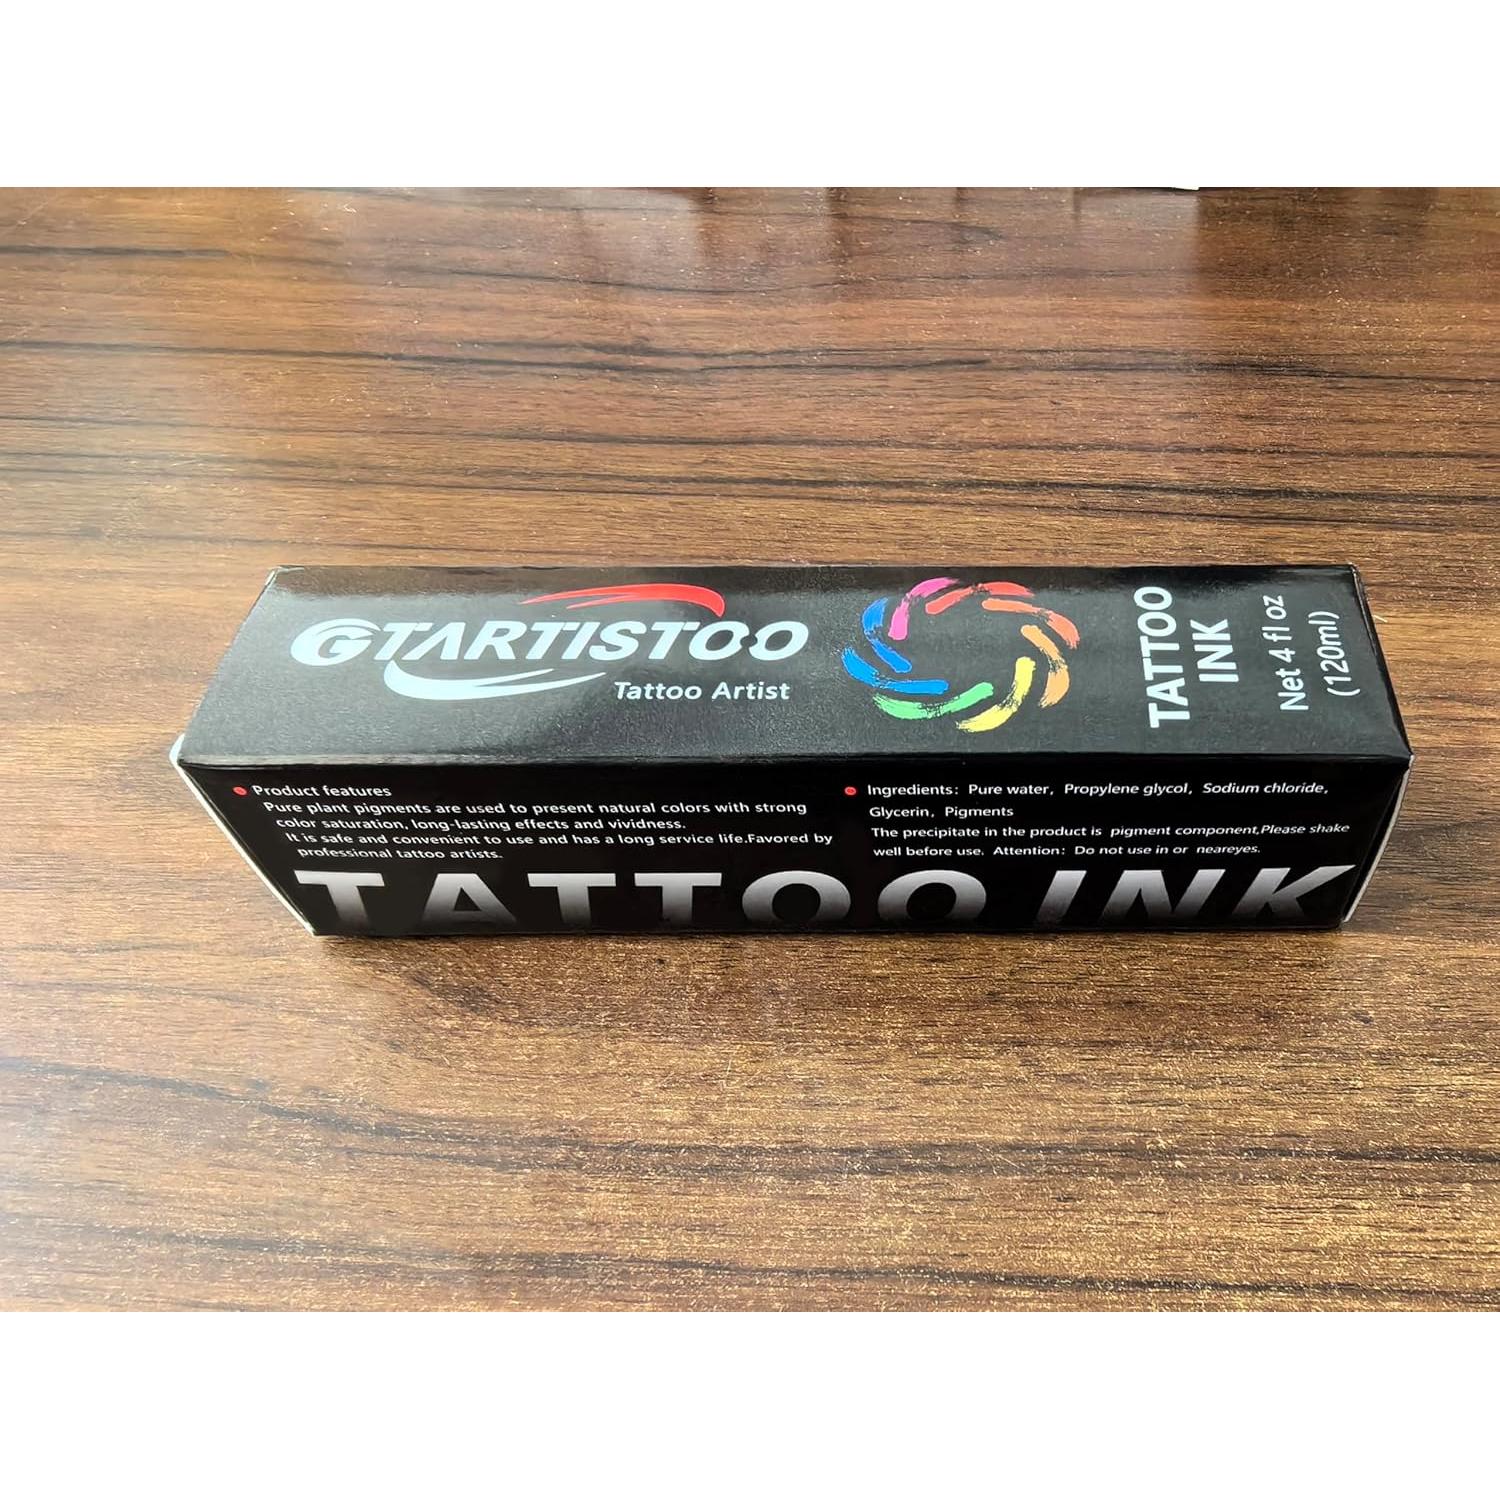 GTARTISTOO
Tattoo Artist
TATTOO
INK
Net 4 fl oz
(120ml)
Product features
Pure plant pigments are used to present natural colors with strong
color saturation, long-lasting effects and vividness.
It is safe and convenient to use and has a long service life.Favored by
professional tattoo artists.
Ingredients: Pure water, Propylene glycol, Sodium chloride,
Glycerin, Pigments
The precipitate in the product is pigment component,Please shake
well before use. Attention: Do not use in or neareyes.
TATTOO INK